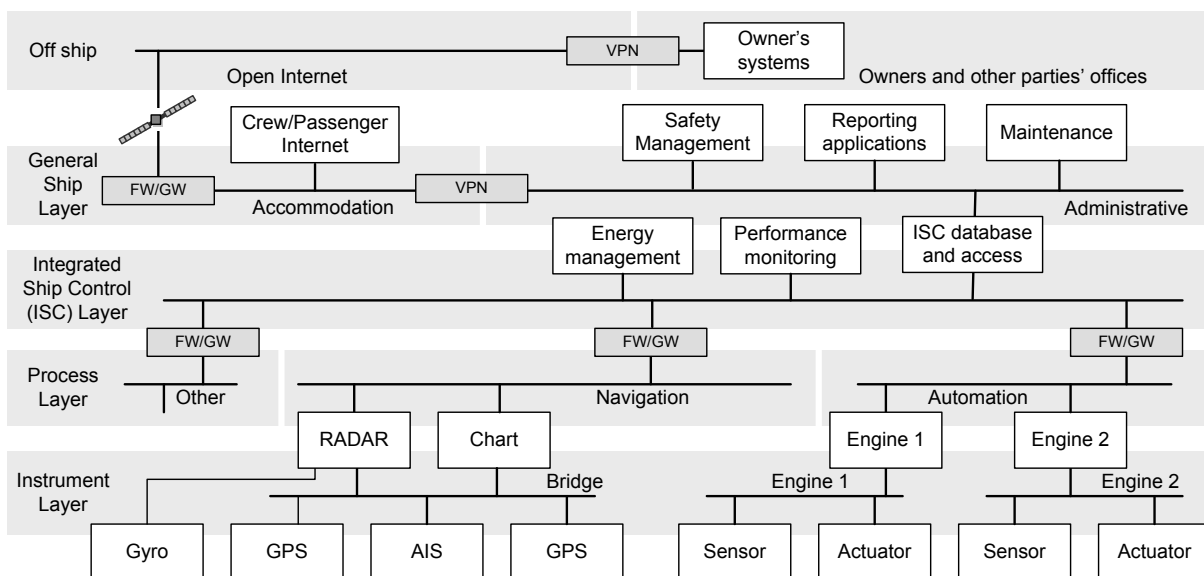 Off ship
VPN
Owner's
systems
Open Internet
Owners and other parties' offices
Crew/Passenger
Internet
Safety
Management
Reporting
applications
Maintenance
General
Ship
Layer
FW/GW
VPN
Accommodation
Administrative
Energy
management
Performance
monitoring
ISC database
and access
Integrated
Ship Control
(ISC) Layer
FW/GW
FW/GW
FW/GW
Process
Layer
Other
Navigation
Automation
RADAR
Chart
Engine 1
Engine 2
Instrument
Layer
Bridge
Engine 1
Engine 2
Gyro
GPS
AIS
GPS
Sensor
Actuator
Sensor
Actuator